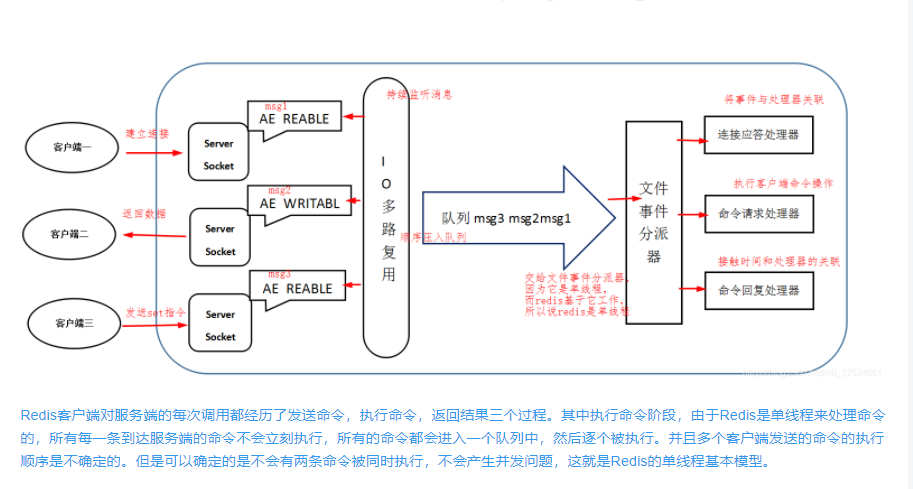 持续监听消息
将事件与处理器关联
msg1
AE REABLE
建立连接
客户端一
Server
Socket
连接应答处理器
I
O
多
路
复
用
msg2
AE WRITABL
执行客户端命令操作
文件
事件
分派
器
返回数据
客户端二
Server
Socket
队列 msg3 msg2msg1
命令请求处理器
顺序压入队列
msg3
AE REABLE
接触时间和处理器的关联
交给文件事件分派器,
因为它是单线程,
而redis基于它工作,
所以说redis是单线程
命令回复处理器
发送set指令
客户端三
Server
Socket
Redis客户端对服务端的每次调用都经历了发送命令，执行命令，返回结果三个过程。其中执行命令阶段，由于Redis是单线程来处理命令
的，所有每一条到达服务端的命令不会立刻执行，所有的命令都会进入一个队列中，然后逐个被执行。并且多个客户端发送的命令的执行
顺序是不确定的。但是可以确定的是不会有两条命令被同时执行，不会产生并发问题，这就是Redis的单线程基本模型。